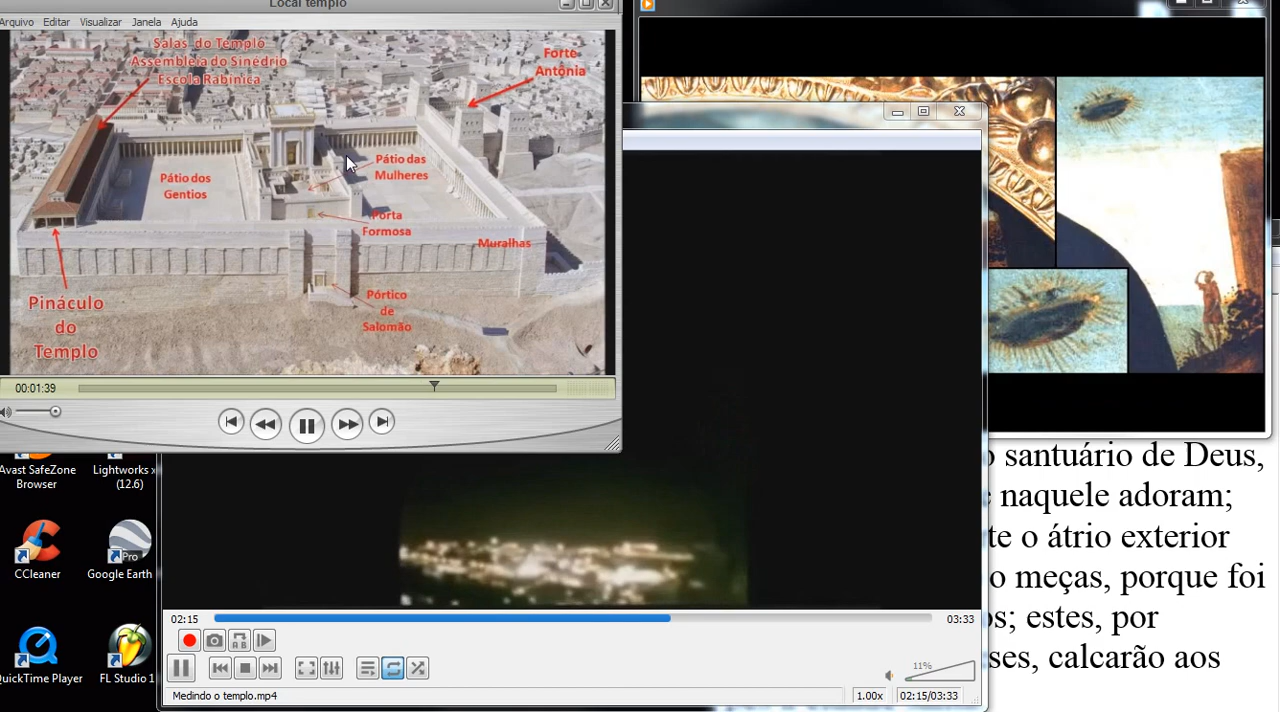 Local templo
Arquivo Editar Visualizar Janela Ajuda
Salas do Templo
Assembleia do Sinédrio
Escola Rabínica
Forte
Antônia
Pátio das
Mulheres
Pátio dos
Gentios
Porta
Formosa
Muralhas
Pórtico
de
Salomão
Pináculo
do
Templo
00:01:39
Avast SafeZone
Browser
Lightworks x
(12.6)
CCleaner
Pro
Google Earth
QuickTime Player
FL Studio 1
02:15
03:33
A B
11%
Medindo o templo.mp4
1.00x
02:15/03:33
o santuário de Deus,
e naquele adoram;
te o átrio exterior
o meças, porque foi
os; estes, por
ses, calcarão aos